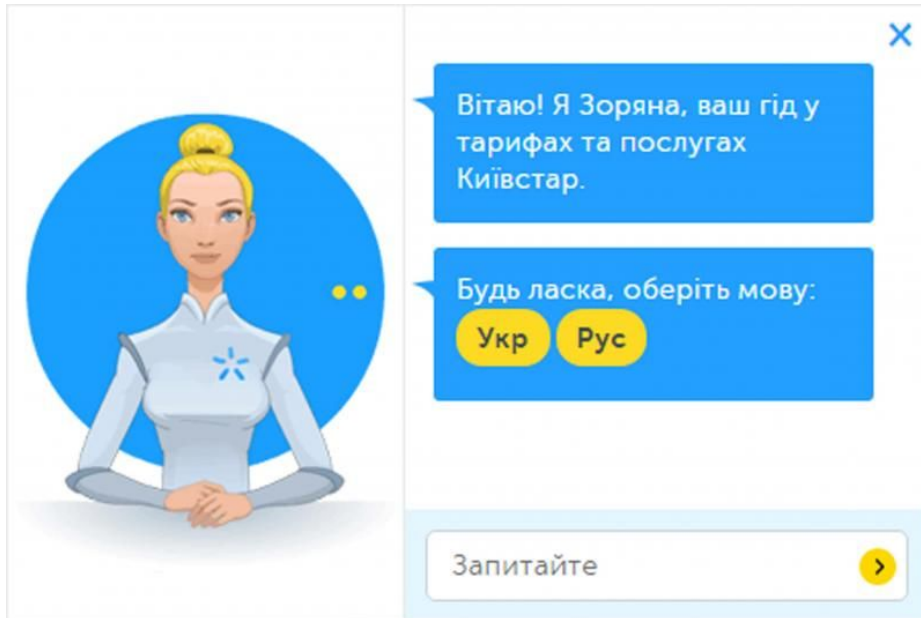 Вітаю! Я Зоряна, ваш гід у
тарифах та послугах
Київстар.
Будь ласка, оберіть мову:
Укр Рус
Запитайте